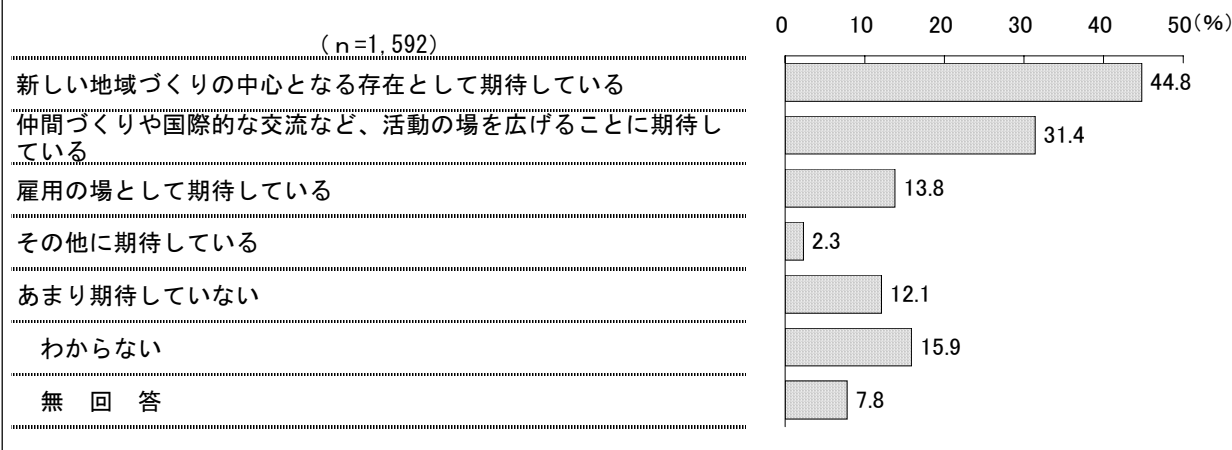 0 10 20 30 40 50(%)
(n=1,592)
新しい地域づくりの中心となる存在として期待している 44.8
仲間づくりや国際的な交流など、活動の場を広げることに期待し
ている 31.4
雇用の場として期待している 13.8
その他に期待している 2.3
あまり期待していない 12.1
わからない 15.9
無 回 答 7.8